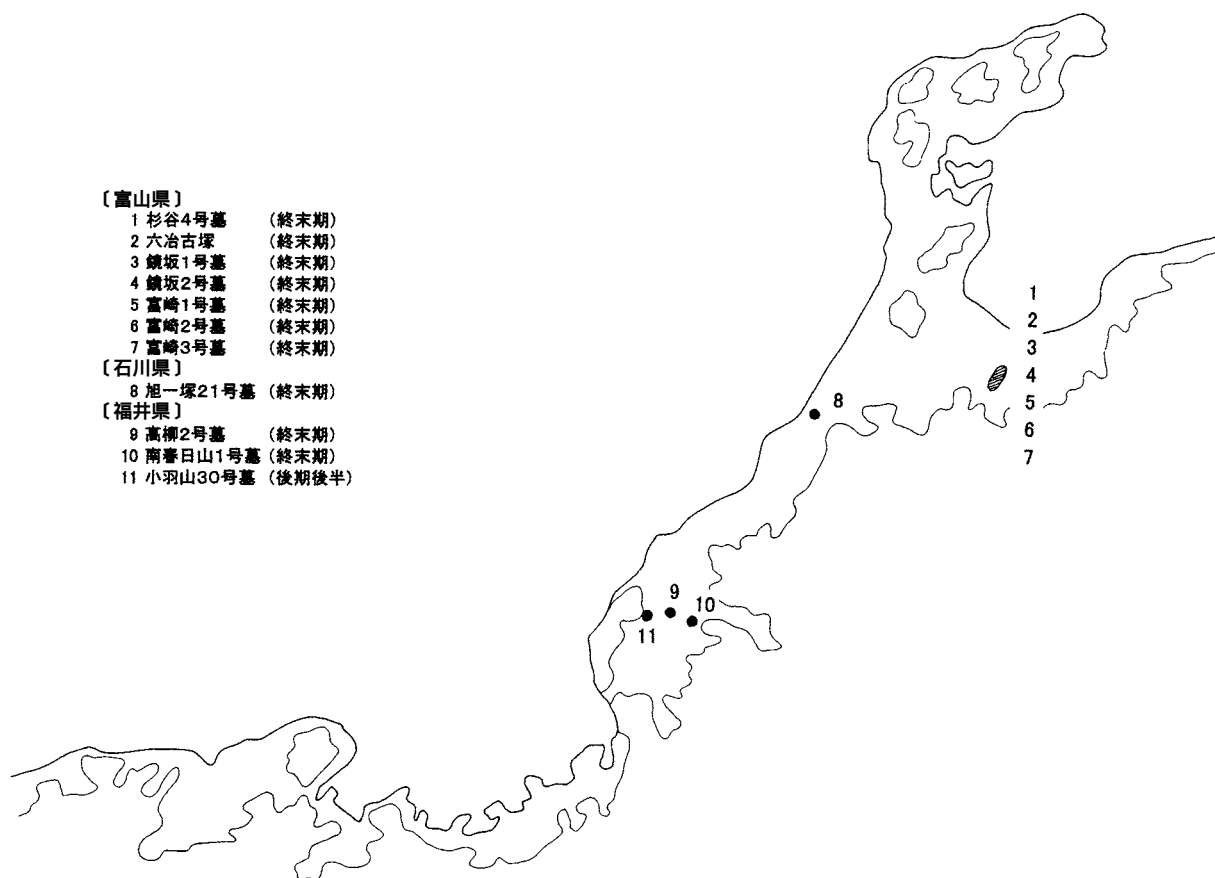 〔富山県〕
1 杉谷4号墓 (終末期)
2 六治古塚 (終末期)
3 鏡坂1号墓 (終末期)
4 鏡坂2号墓 (終末期)
5 富崎1号墓 (終末期)
6 富崎2号墓 (終末期)
7 富崎3号墓 (終末期)
〔石川県〕
8 旭一塚21号墓 (終末期)
〔福井県〕
9 高柳2号墓 (終末期)
10 南春日山1号墓 (終末期)
11 小羽山30号墓 (後期後半)
1
2
3
4
5
6
7
8
9
10
11